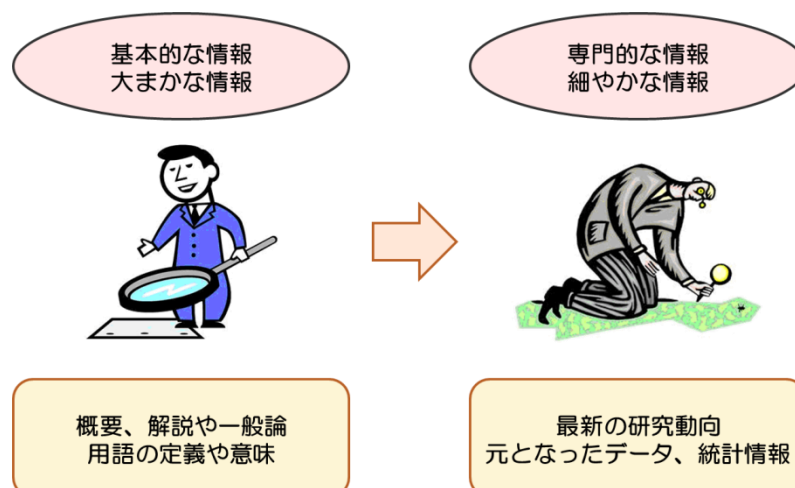 基本的な情報
大まかな情報
専門的な情報
細やかな情報
概要、解説や一般論
用語の定義や意味
最新の研究動向
元となったデータ、統計情報